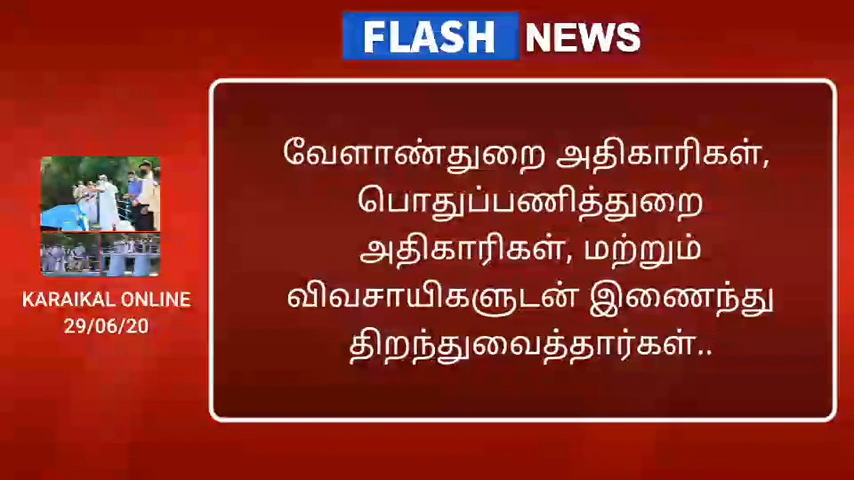 FLASH NEWS
வேளாண்துறை அதிகாரிகள்,
பொதுப்பணித்துறை
அதிகாரிகள், மற்றும்
விவசாயிகளுடன் இணைந்து
திறந்துவைத்தார்கள்..
KARAIKAL ONLINE
29/06/20